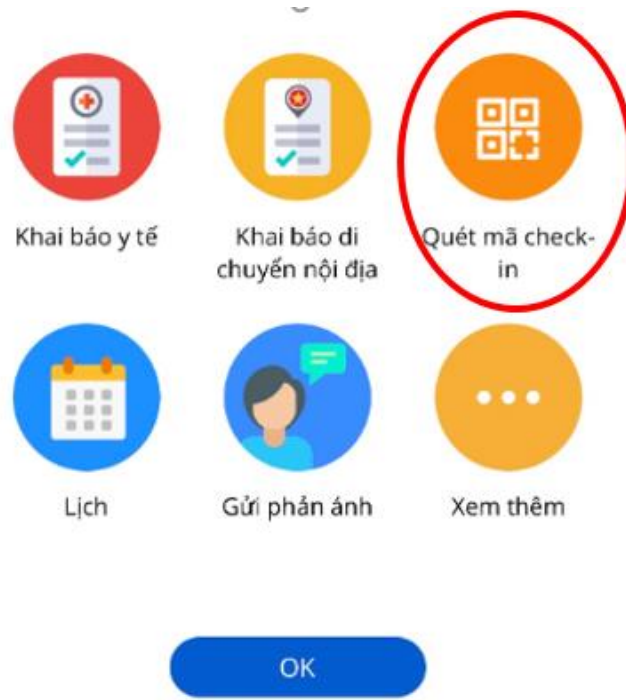 Khai báo y tế
Khai báo di
chuyển nội địa
Quét mã check-
in
Lịch
Gửi phản ánh
Xem thêm
OK